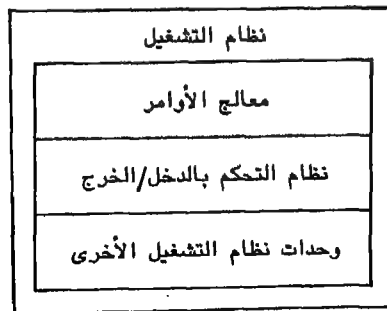 نظام التشغيل
معالج الأوامر
نظام التحكم بالدخل/الخرج
وحدات نظام التشغيل الأخرى